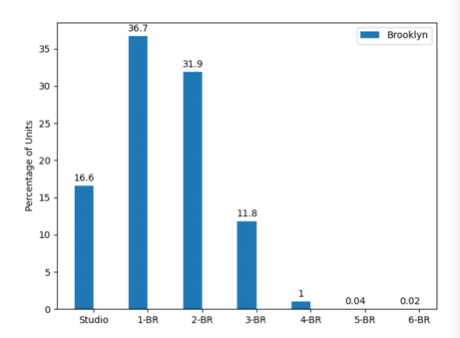 36.7
Brooklyn
35
31.9
30
25
20
Percentage of Units
16.6
15
11.8
10
5
1
0.04
0.02
0
Studio
1-BR
2-BR
3-BR
4-BR
5-BR
6-BR